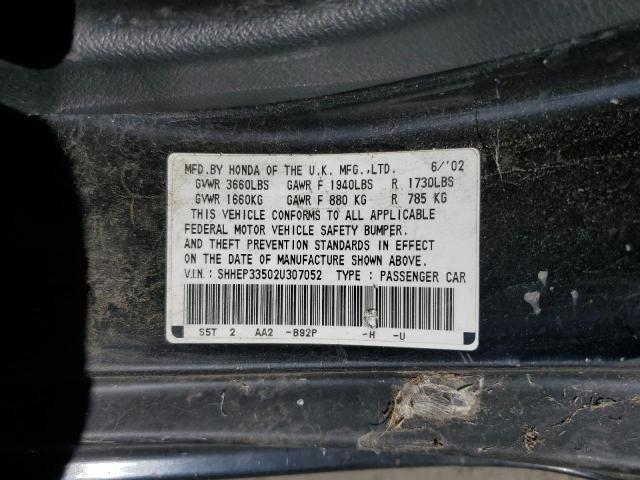 MFD.BY HONDA OF THE U.K. MFG.,LTD. 6/'02
GVWR 3660LBS GAWR F 1940LBS R 1730LBS
GVWR 1660KG GAWR F 880 KG R 785 KG
THIS VEHICLE CONFORMS TO ALL APPLICABLE
FEDERAL MOTOR VEHICLE SAFETY BUMPER.
AND THEFT PREVENTION STANDARDS IN EFFECT
ON THE DATE OF MANUFACTURE SHOWN ABOVE.
V.I.N.: SHHEP33502U307052 TYPE : PASSENGER CAR
S5T 2 AA2 -B92P -H -U